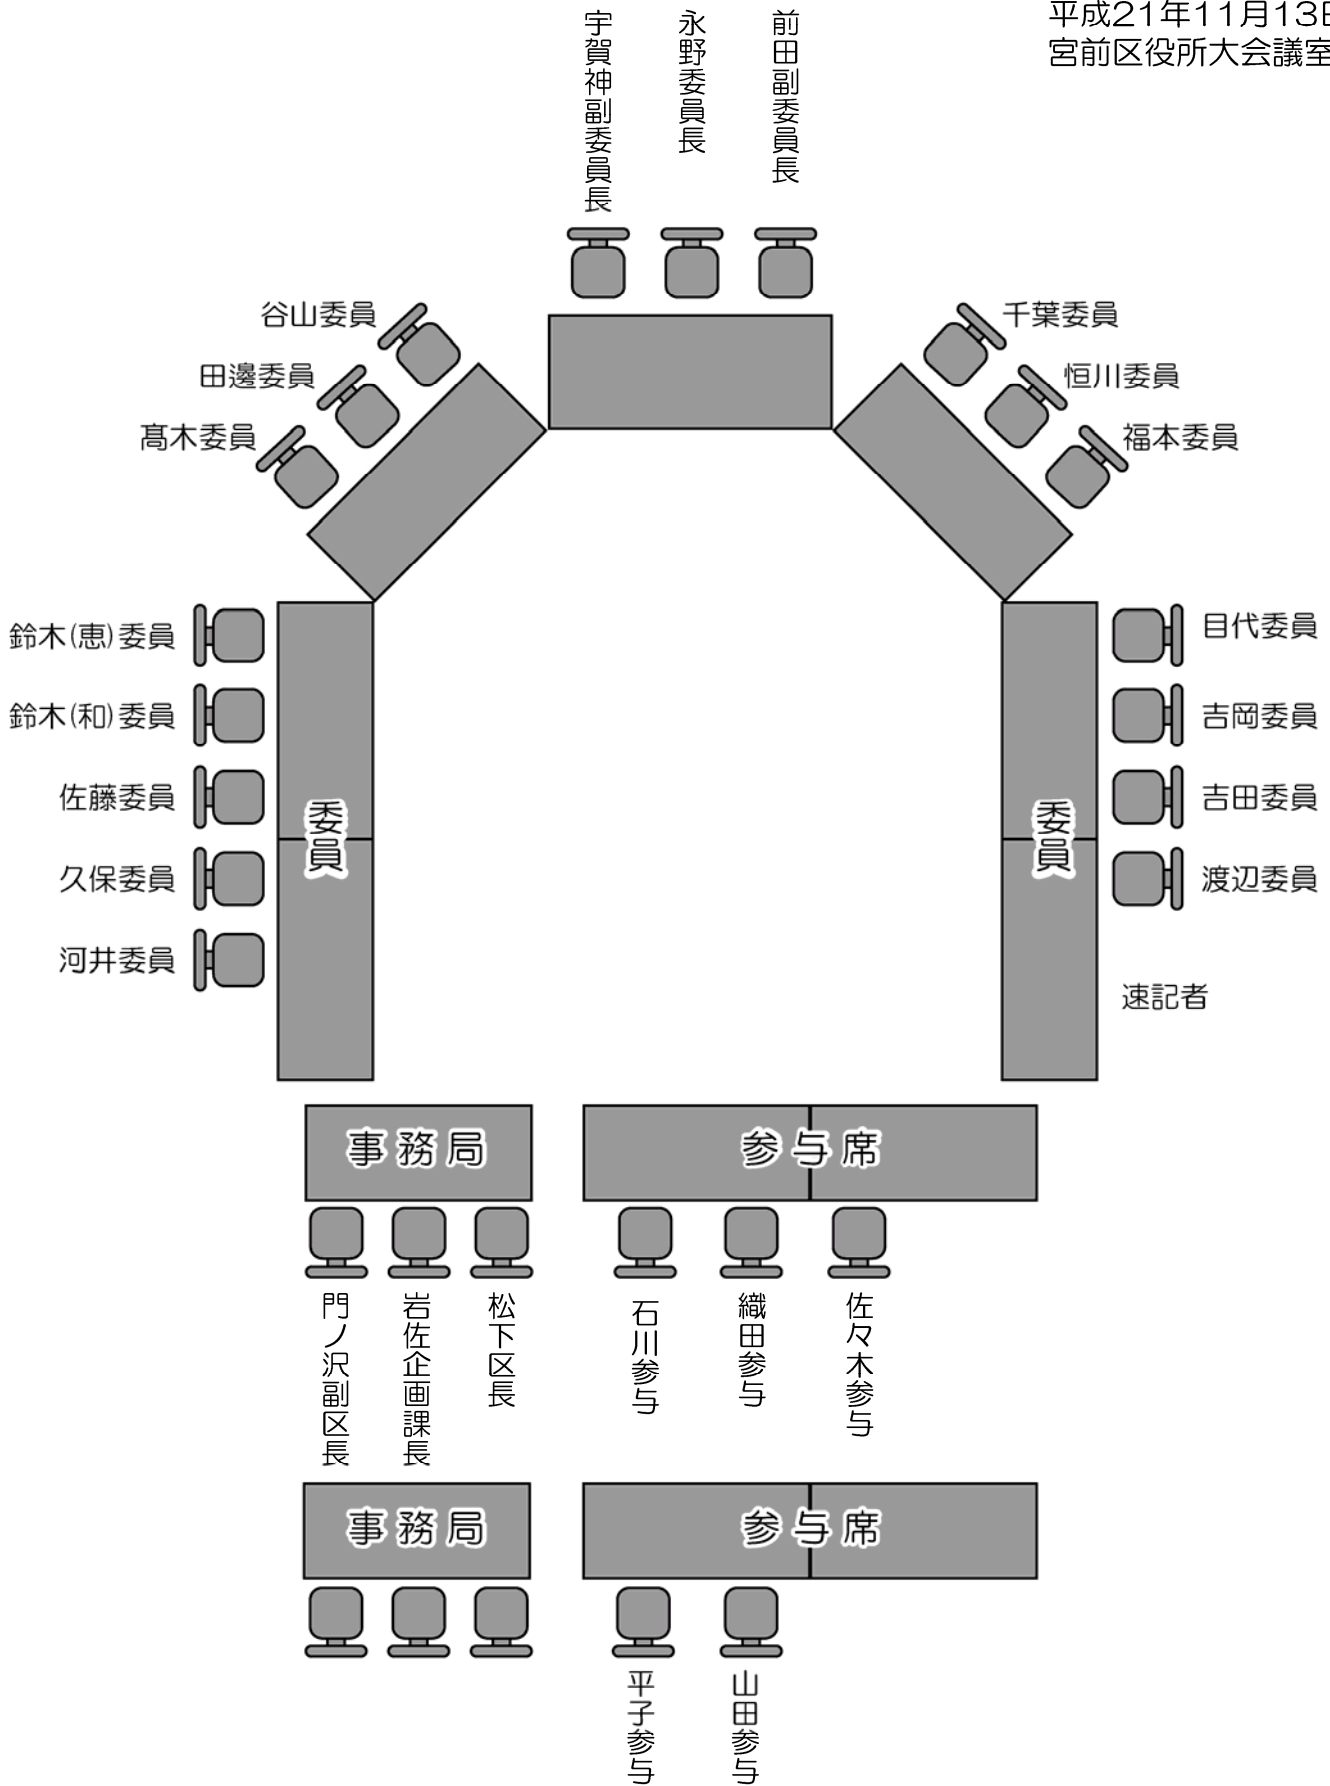 平成21年11月13日
宮前区役所大会議室
宇賀神副委員長
永野委員長
前田副委員長
谷山委員
田邊委員
髙木委員
千葉委員
恒川委員
福本委員
鈴木(恵)委員
鈴木(和)委員
佐藤委員
久保委員
河井委員
委員
委員
目代委員
吉岡委員
吉田委員
渡辺委員
速記者
事務局
参与席
門ノ沢副区長
岩佐企画課長
松下区長
石川参与
織田参与
佐々木参与
事務局
参与席
平子参与
山田参与